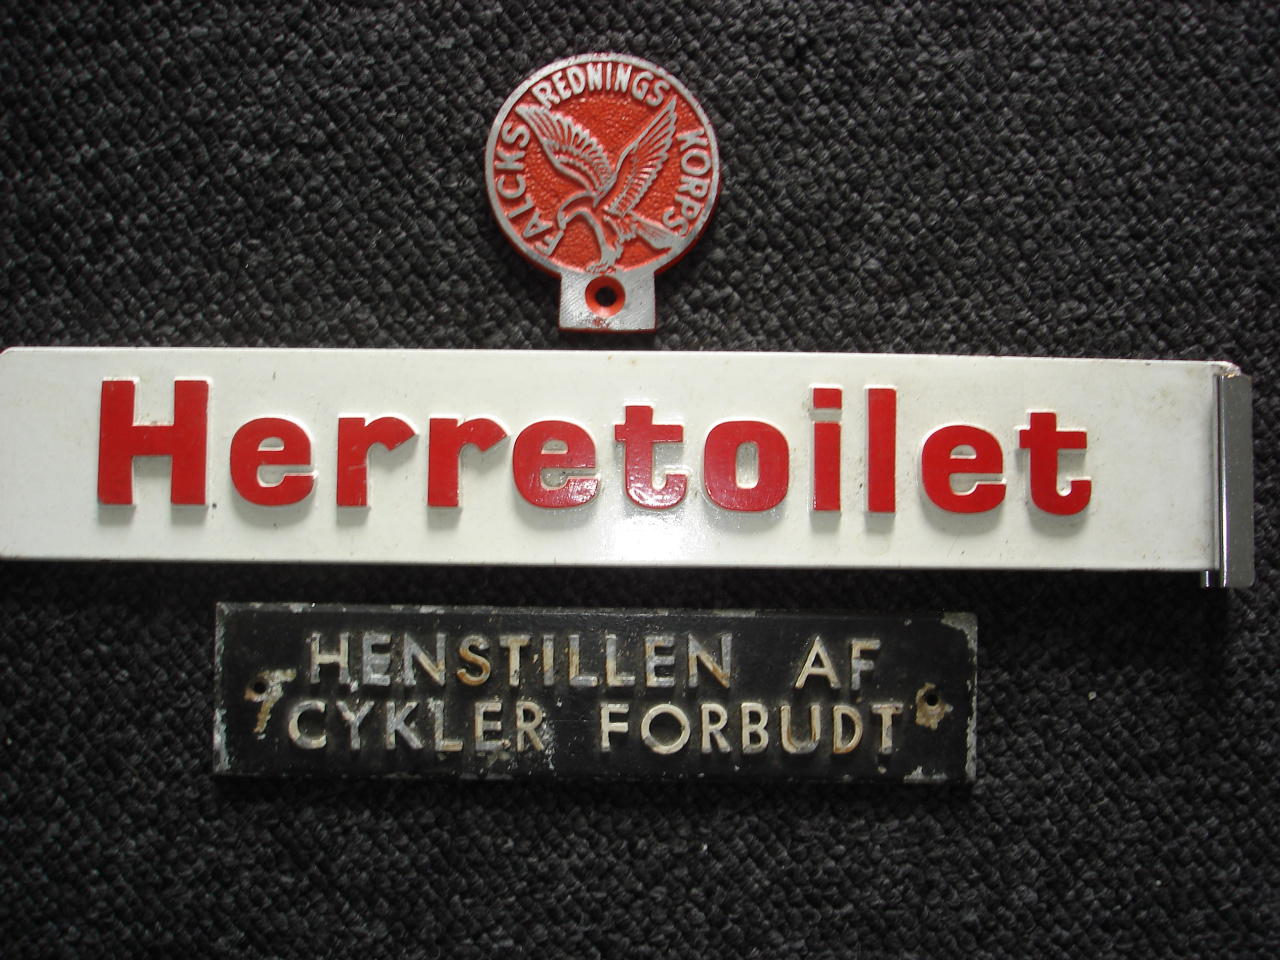 FALCKS REDNINGS KORPS
Herretoilet
HENSTILLEN AF
CYKLER FORBUDT